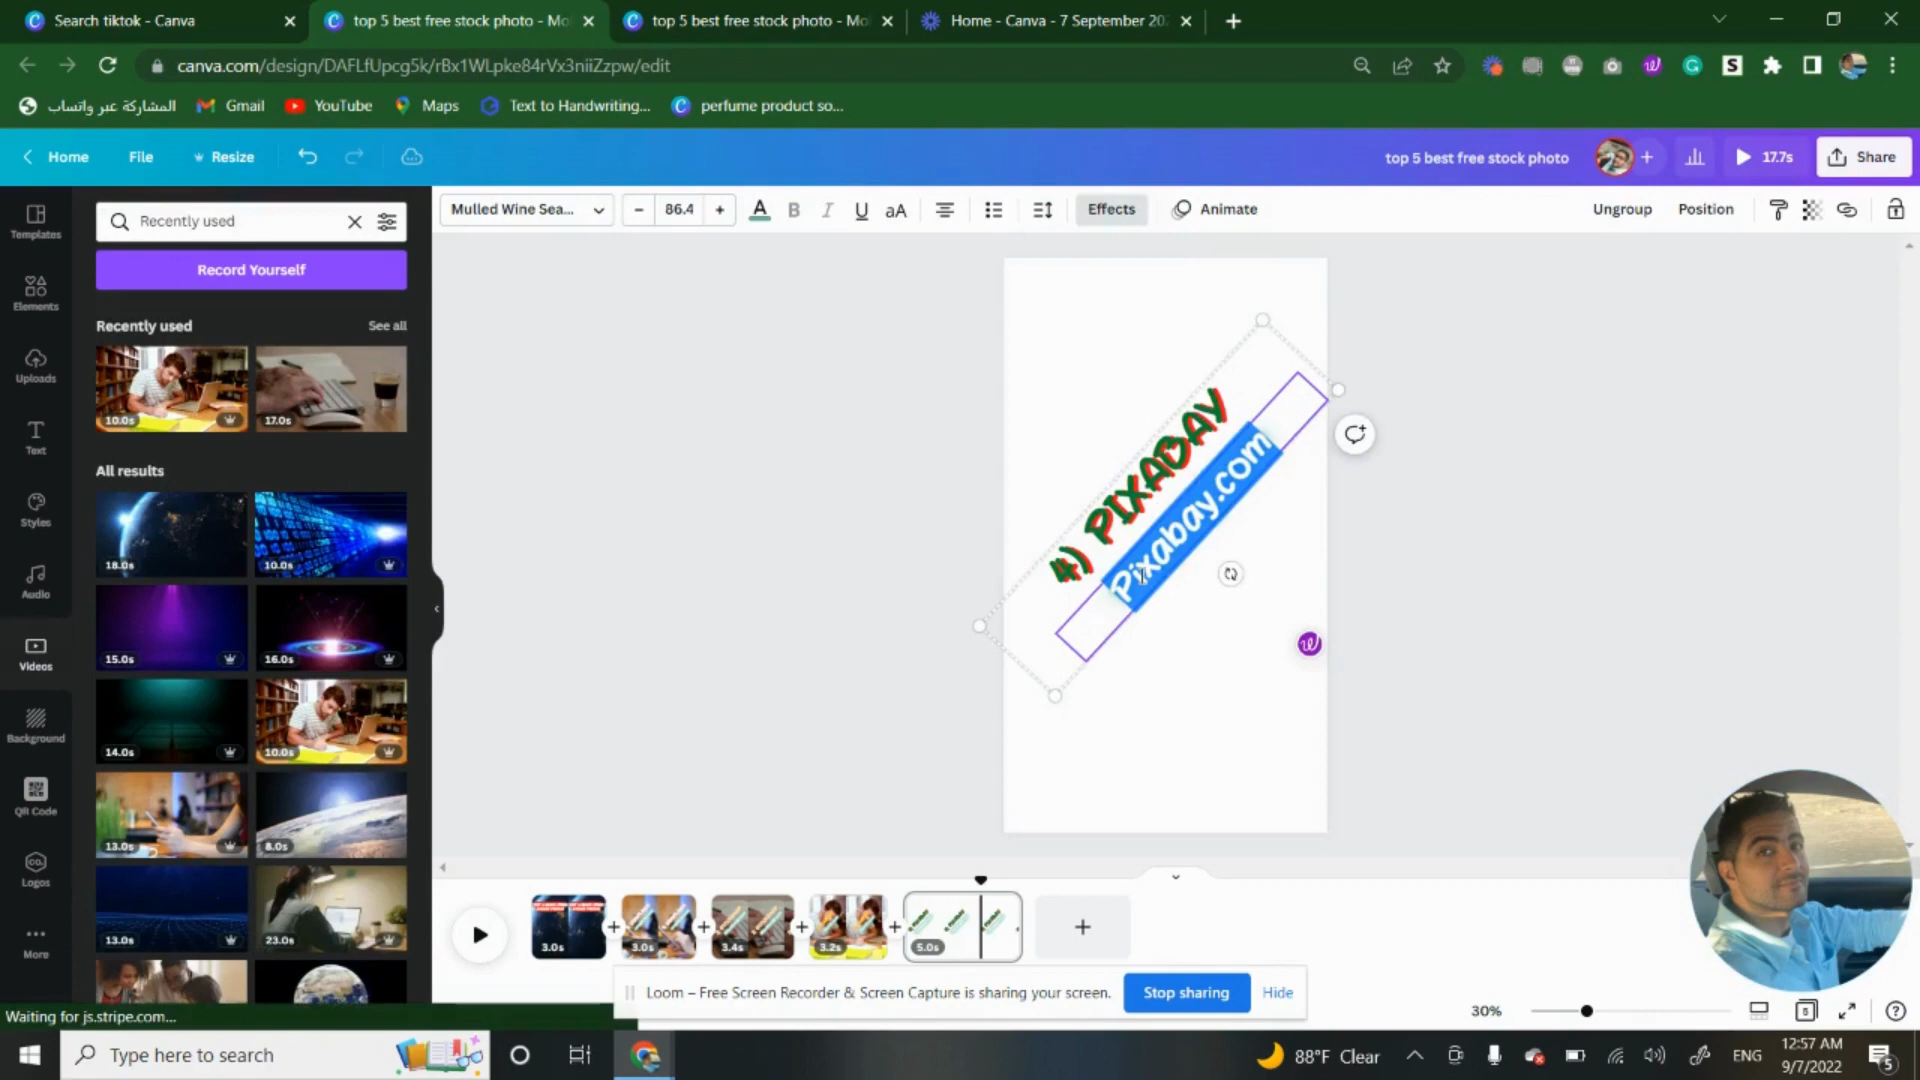 Search tiktok - Canva
top 5 best free stock photo - Mo
top 5 best free stock photo - Mo
Home - Canva - 7 September 202
canva.com/design/DAFLfUpcg5k/rBx1WLpke84rVx3niiZzpw/edit
المشاركة عبر واتساب
Gmail
YouTube
Maps
Text to Handwriting...
perfume product so...
Home
File
Resize
top 5 best free stock photo
17.7s
Share
Mulled Wine Sea...
86.4
A
B
I
U
aA
Effects
Animate
Ungroup
Position
Templates
Elements
Uploads
Text
Styles
Audio
Videos
Background
QR Code
Logos
More
Recently used
Record Yourself
Recently used
See all
10.0s
17.0s
All results
18.0s
10.0s
15.0s
16.0s
14.0s
10.0s
13.0s
8.0s
13.0s
23.0s
4) PIXABAY
Pixabay.com
3.0s
3.0s
3.4s
3.2s
5.0s
Loom – Free Screen Recorder & Screen Capture is sharing your screen.
Stop sharing
Hide
30%
Waiting for js.stripe.com...
Type here to search
88°F Clear
ENG
12:57 AM
9/7/2022
5